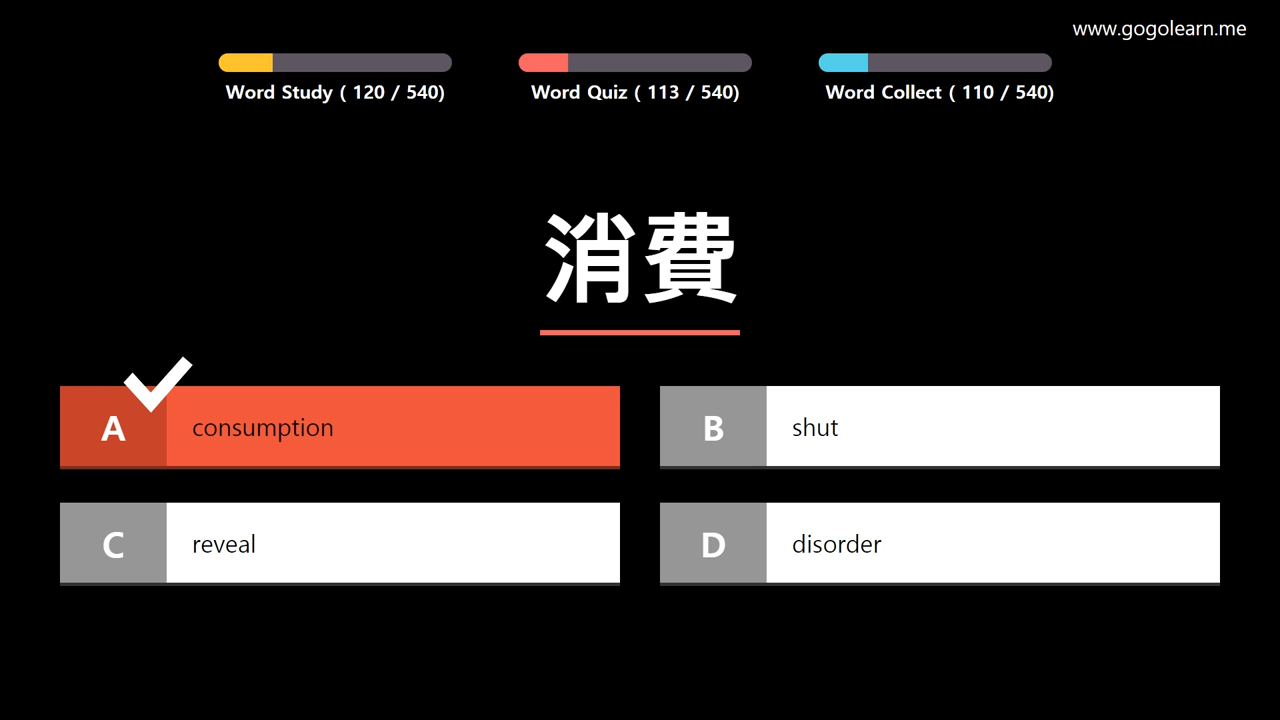 www.gogolearn.me
Word Study ( 120 / 540)
Word Quiz ( 113 / 540)
Word Collect ( 110 / 540)
消費
A consumption
B shut
C reveal
D disorder